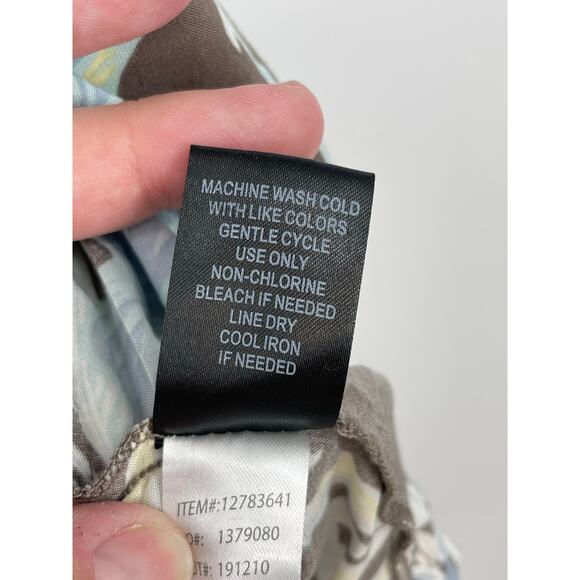 MACHINE WASH COLD
WITH LIKE COLORS
GENTLE CYCLE
USE ONLY
NON-CHLORINE
BLEACH IF NEEDED
LINE DRY
COOL IRON
IF NEEDED
ITEM#: 12783641
1379080
191210